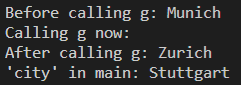 Before calling g: Munich
Calling g now:
After calling g: Zurich
'city' in main: Stuttgart